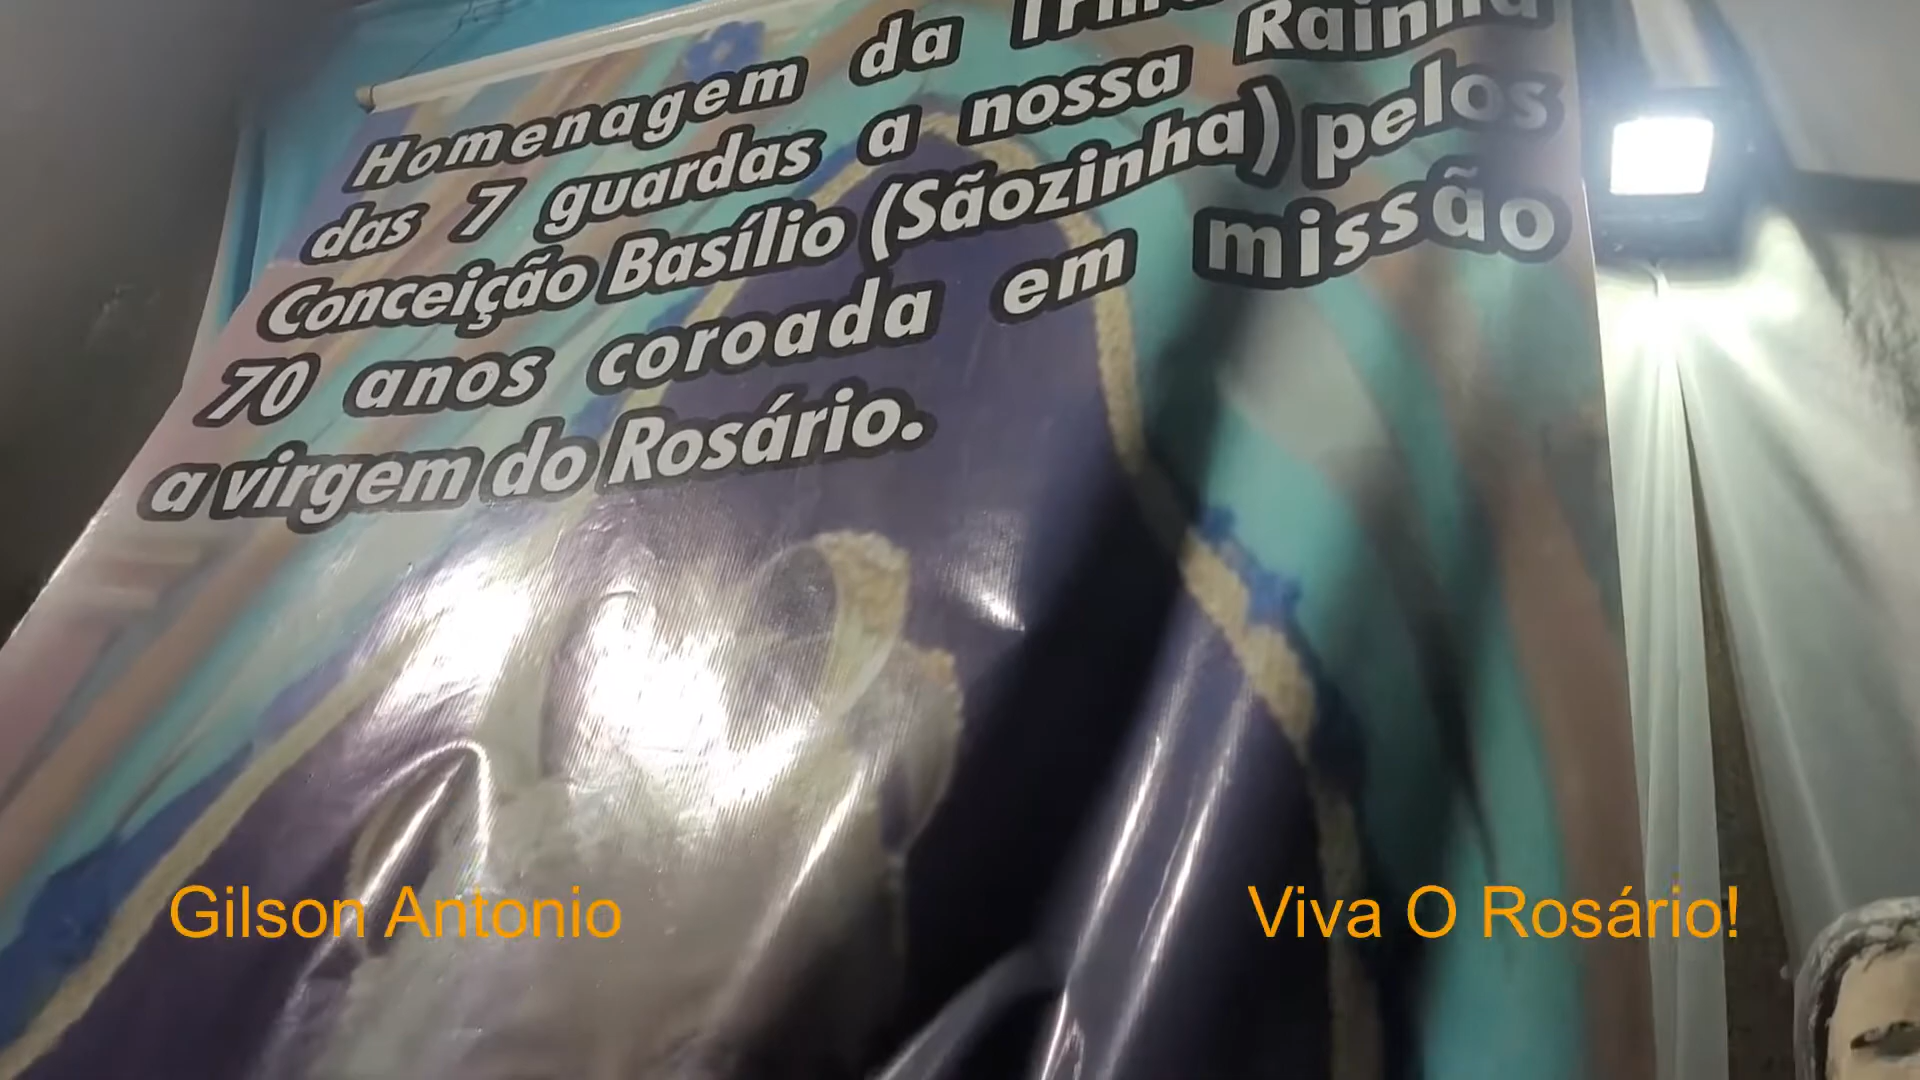 Homenagem da
das 7 guardas a nossa Rainha
Conceição Basílio (Sãozinha) pelos
70 anos coroada em missão
a virgem do Rosário.
Gilson Antonio
Viva O Rosário!